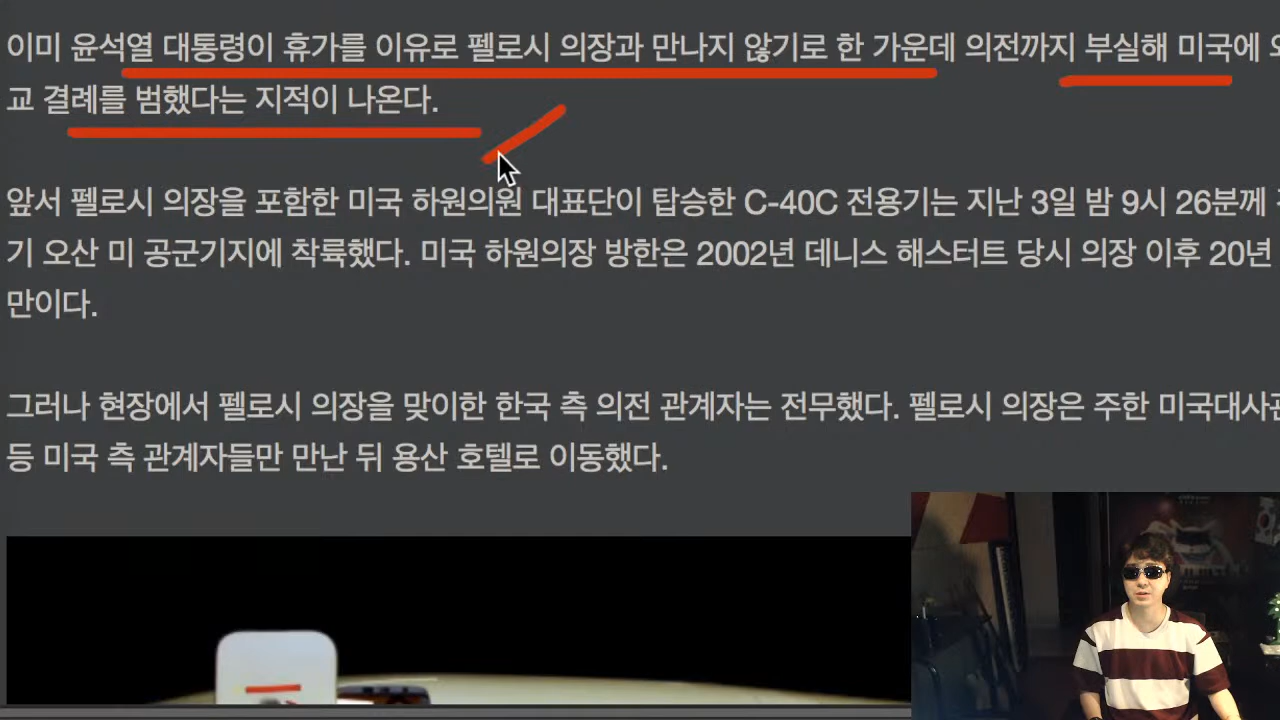 이미 윤석열 대통령이 휴가를 이유로 펠로시 의장과 만나지 않기로 한 가운데 의전까지 부실해 미국에
교 결례를 범했다는 지적이 나온다.
앞서 펠로시 의장을 포함한 미국 하원의원 대표단이 탑승한 C-40C 전용기는 지난 3일 밤 9시 26분께
기 오산 미 공군기지에 착륙했다. 미국 하원의장 방한은 2002년 데니스 해스터트 당시 의장 이후 20년
만이다.
그러나 현장에서 펠로시 의장을 맞이한 한국 측 의전 관계자는 전무했다. 펠로시 의장은 주한 미국대사
등 미국 측 관계자들만 만난 뒤 용산 호텔로 이동했다.